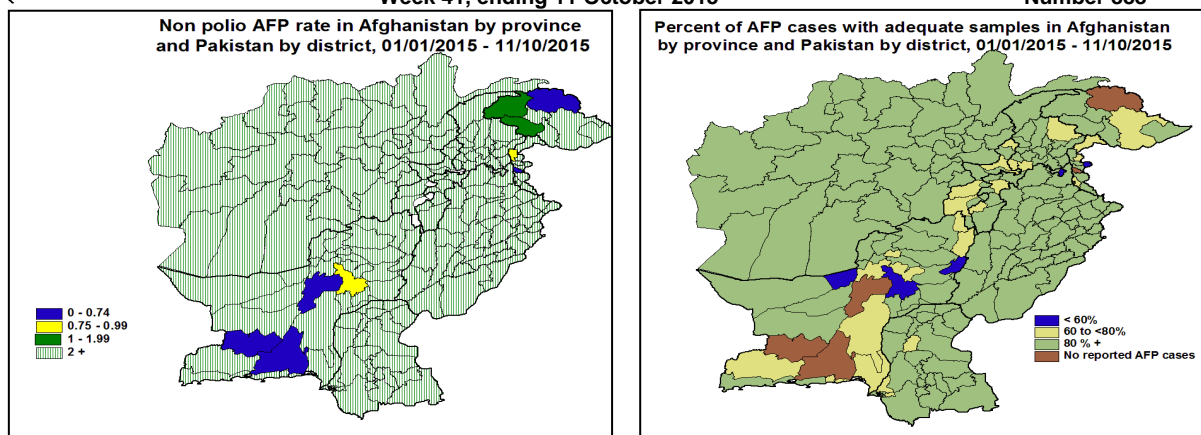 Week 41, ending 11 October 2015
Non polio AFP rate in Afghanistan by province
and Pakistan by district, 01/01/2015 - 11/10/2015
0 - 0.74
0.75 - 0.99
1 - 1.99
2 +
Percent of AFP cases with adequate samples in Afghanistan
by province and Pakistan by district, 01/01/2015 - 11/10/2015
< 60%
60 to <80%
80 % +
No reported AFP cases